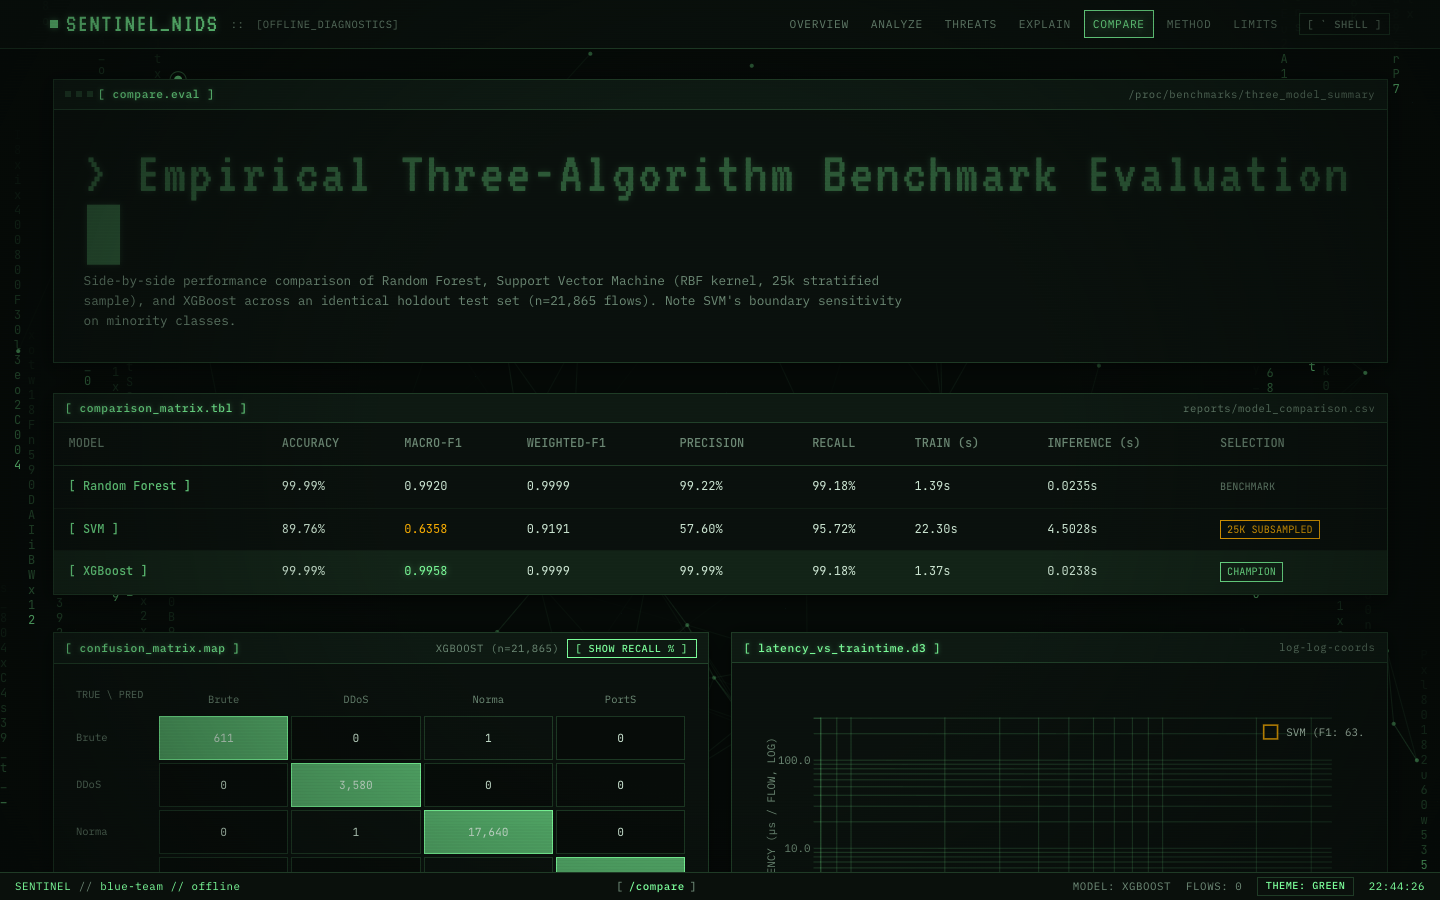 SENTINEL_NIDS :: [OFFLINE_DIAGNOSTICS] OVERVIEW ANALYZE THREATS EXPLAIN COMPARE METHOD LIMITS [ ` SHELL ]
[ compare.eval ] /proc/benchmarks/three_model_summary
> Empirical Three-Algorithm Benchmark Evaluation
Side-by-side performance comparison of Random Forest, Support Vector Machine (RBF kernel, 25k stratified
sample), and XGBoost across an identical holdout test set (n=21,865 flows). Note SVM's boundary sensitivity
on minority classes.
[ comparison_matrix.tbl ] reports/model_comparison.csv
MODEL ACCURACY MACRO-F1 WEIGHTED-F1 PRECISION RECALL TRAIN (s) INFERENCE (s) SELECTION
[ Random Forest ] 99.99% 0.9920 0.9999 99.22% 99.18% 1.39s 0.0235s BENCHMARK
[ SVM ] 89.76% 0.6358 0.9191 57.60% 95.72% 22.30s 4.5028s 25K SUBSAMPLED
[ XGBoost ] 99.99% 0.9958 0.9999 99.99% 99.18% 1.37s 0.0238s CHAMPION
[ confusion_matrix.map ] XGBOOST (n=21,865) [ SHOW RECALL % ]
TRUE \ PRED Brute DDoS Norma PortS
Brute 611 0 1 0
DDoS 0 3,580 0 0
Norma 0 1 17,640 0
[ latency_vs_traintime.d3 ] log-log-coords
SVM (F1: 63.
100.0
10.0
ENCY (µs / FLOW, LOG)
SENTINEL // blue-team // offline [ /compare ] MODEL: XGBOOST FLOWS: 0 THEME: GREEN 22:44:26